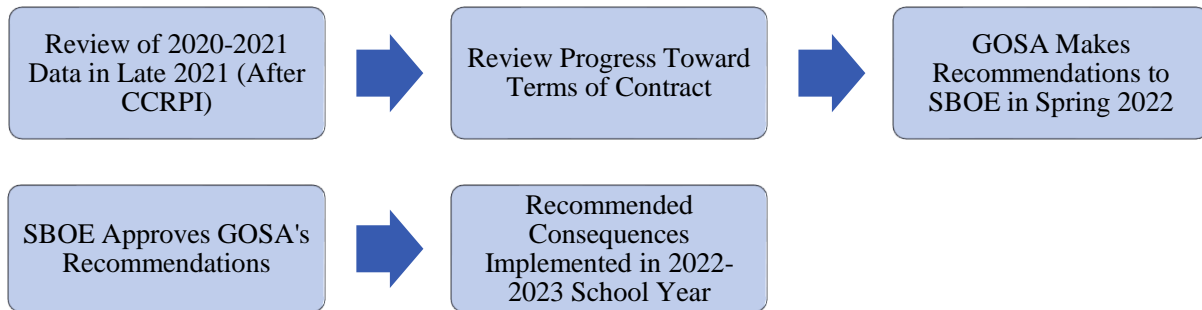 Review of 2020-2021
Data in Late 2021 (After
CCRPI)
Review Progress Toward
Terms of Contract
GOSA Makes
Recommendations to
SBOE in Spring 2022
SBOE Approves GOSA's
Recommendations
Recommended
Consequences
Implemented in 2022-
2023 School Year